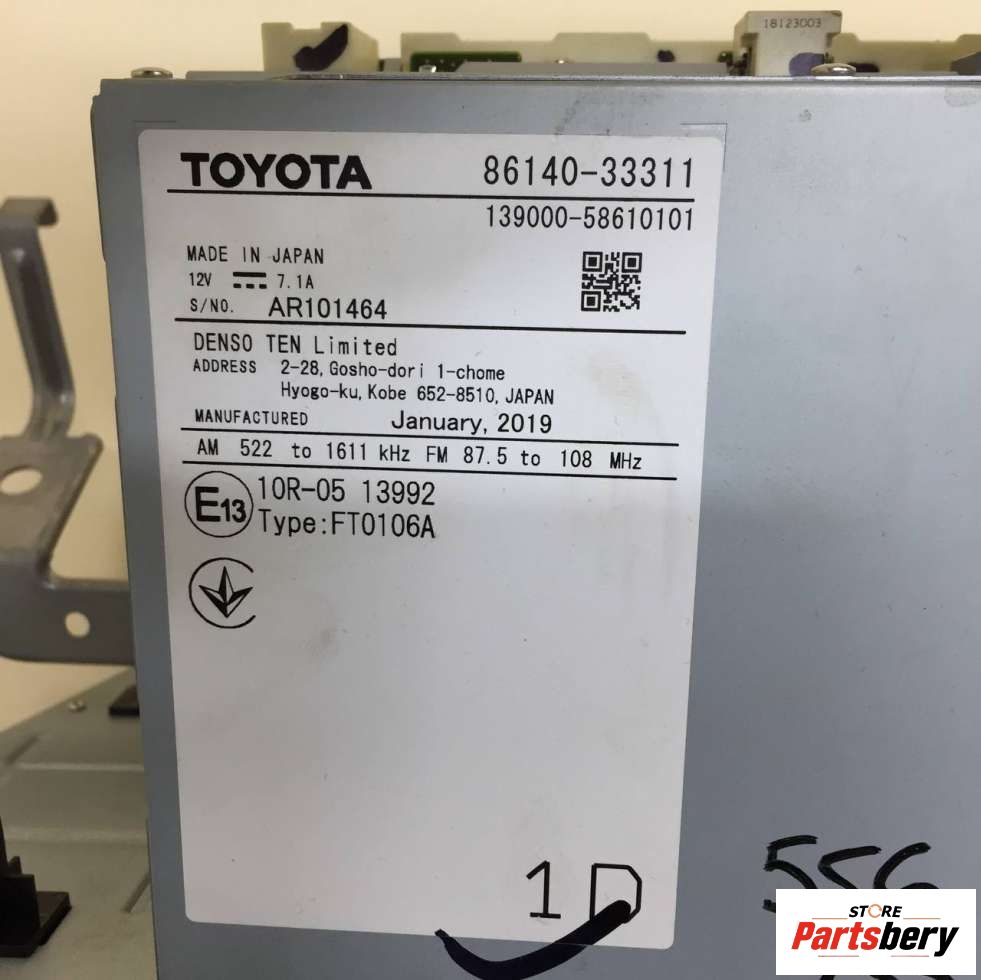 18123003
TOYOTA 86140-33311
139000-58610101
MADE IN JAPAN
12V 7.1A
S/NO. AR101464
DENSO TEN Limited
ADDRESS 2-28, Gosho-dori 1-chome
Hyogo-ku, Kobe 652-8510, JAPAN
MANUFACTURED January, 2019
AM 522 to 1611 kHz FM 87.5 to 108 MHz
E13 10R-05 13992
Type:FT0106A
1D
STORE
Partsbery